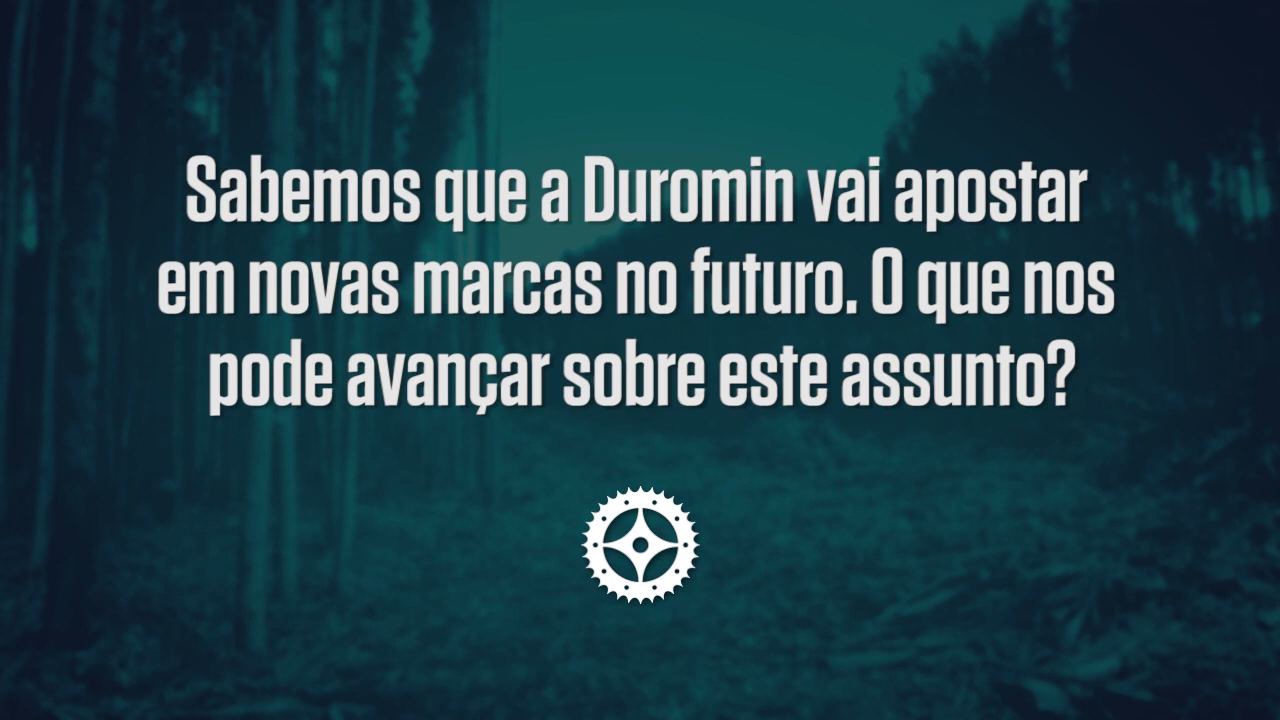 Sabemos que a Duromin vai apostar
em novas marcas no futuro. O que nos
pode avançar sobre este assunto?